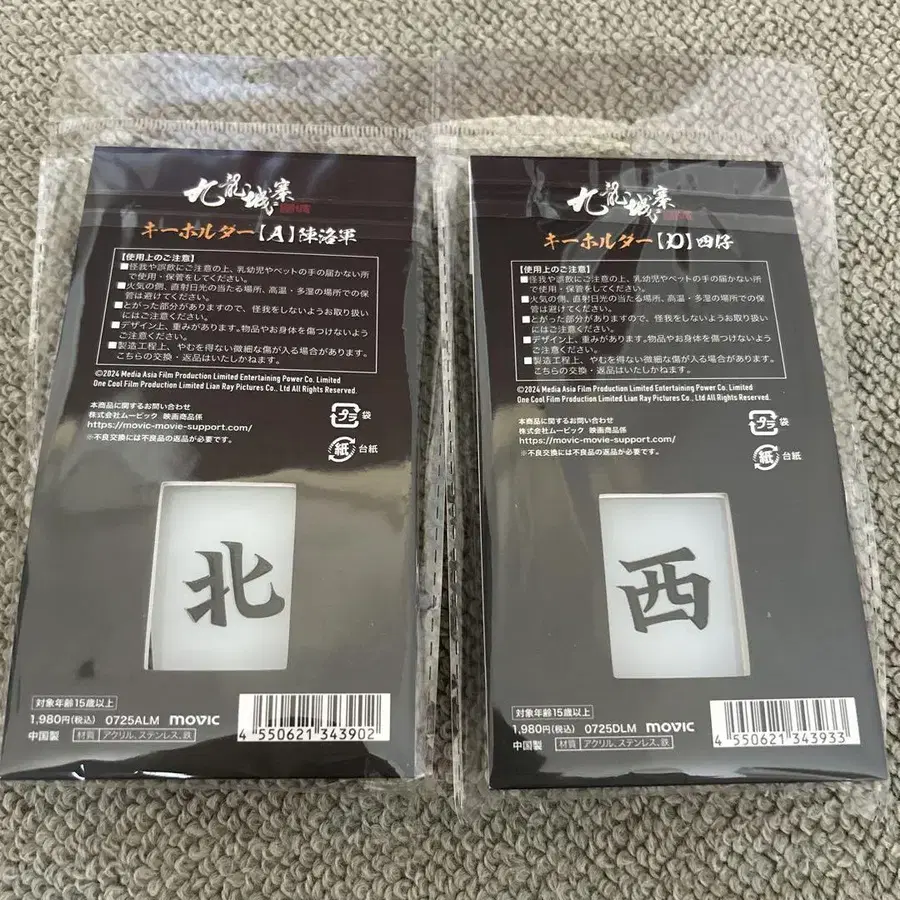 九龍城寨
キーホルダー【A】陳洛軍
【使用上のご注意】
■怪我や誤飲にご注意の上、乳幼児やペットの手の届かない所
で使用・保管をしてください。
■火気の側、直射日光の当たる場所、高温・多湿の場所での保
管は避けてください。
■とがった部分がありますので、怪我をしないようお取り扱い
にはご注意ください。
■デザイン上、重みがあります。物品やお身体を傷つけないよう
ご注意ください。
■製造工程上、やむを得ない微細な傷が入る場合があります。
こちらの交換・返品はいたしかねます。
©2024 Media Asia Film Production Limited Entertaining Power Co. Limited
One Cool Film Production Limited Lian Ray Pictures Co., Ltd All Rights Reserved.
本商品に関するお問い合わせ
株式会社ムービック 映画商品係
https://movic-movie-support.com/
※不良交換には不良品の返品が必要です。
プラ 袋
紙 台紙
北
対象年齢15歳以上
1,980円(税込) 0725ALM movic
中国製 材質 アクリル、ステンレス、鉄
4 550621 343902
九龍城寨
キーホルダー【D】四仔
【使用上のご注意】
■怪我や誤飲にご注意の上、乳幼児やペットの手の届かない所
で使用・保管をしてください。
■火気の側、直射日光の当たる場所、高温・多湿の場所での保
管は避けてください。
■とがった部分がありますので、怪我をしないようお取り扱い
にはご注意ください。
■デザイン上、重みがあります。物品やお身体を傷つけないよう
ご注意ください。
■製造工程上、やむを得ない微細な傷が入る場合があります。
こちらの交換・返品はいたしかねます。
©2024 Media Asia Film Production Limited Entertaining Power Co. Limited
One Cool Film Production Limited Lian Ray Pictures Co., Ltd All Rights Reserved.
本商品に関するお問い合わせ
株式会社ムービック 映画商品係
https://movic-movie-support.com/
※不良交換には不良品の返品が必要です。
プラ 袋
紙 台紙
西
対象年齢15歳以上
1,980円(税込) 0725DLM movic
中国製 材質 アクリル、ステンレス、鉄
4 550621 343933